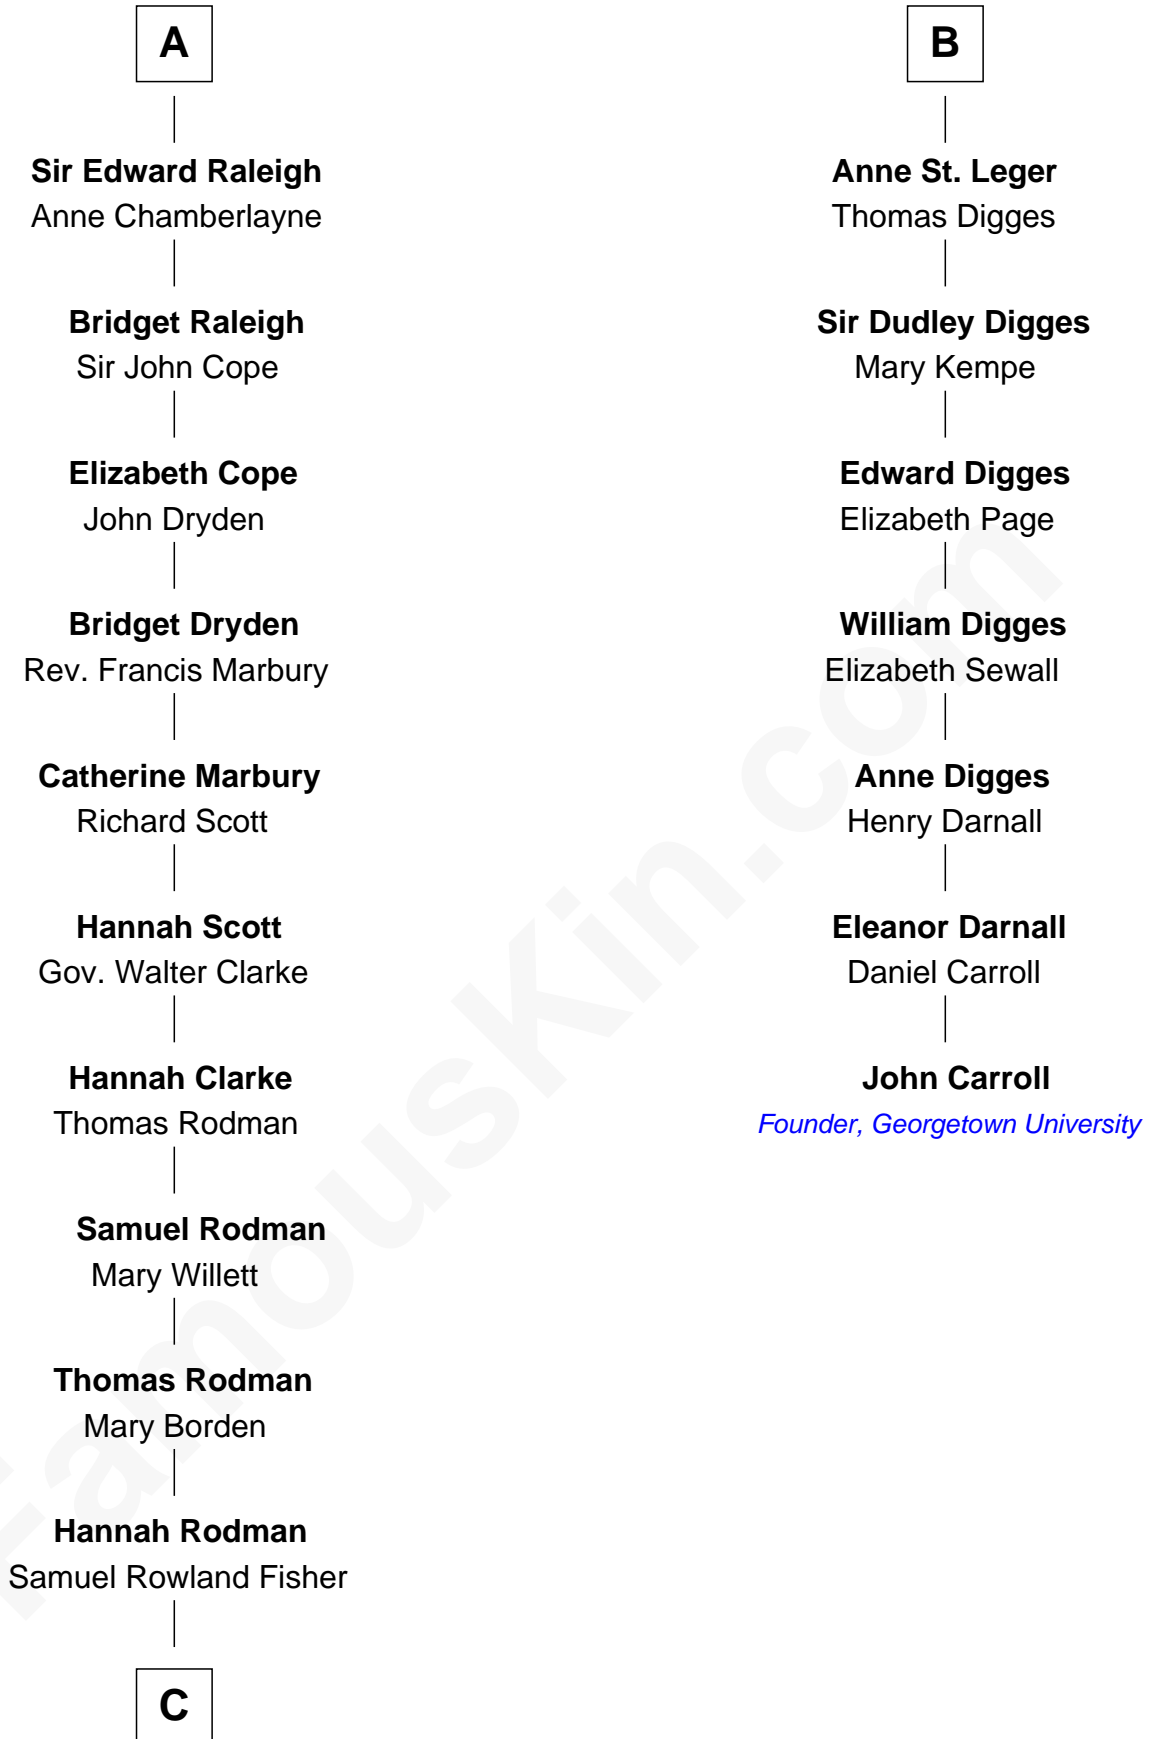 A
Sir Edward Raleigh
Anne Chamberlayne
Bridget Raleigh
Sir John Cope
Elizabeth Cope
John Dryden
Bridget Dryden
Rev. Francis Marbury
Catherine Marbury
Richard Scott
Hannah Scott
Gov. Walter Clarke
Hannah Clarke
Thomas Rodman
Samuel Rodman
Mary Willett
Thomas Rodman
Mary Borden
Hannah Rodman
Samuel Rowland Fisher
C
B
Anne St. Leger
Thomas Digges
Sir Dudley Digges
Mary Kempe
Edward Digges
Elizabeth Page
William Digges
Elizabeth Sewall
Anne Digges
Henry Darnall
Eleanor Darnall
Daniel Carroll
John Carroll
Founder, Georgetown University
FamousKin.com